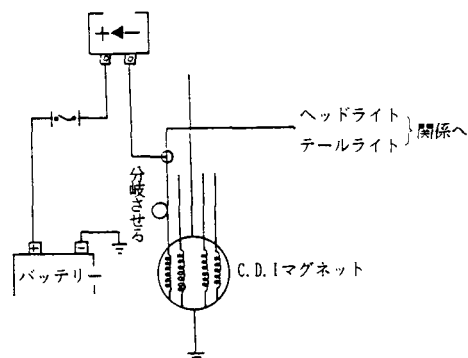 ヘッドライト
テールライト
関係へ
分岐させる
C.D.Iマグネット
バッテリー